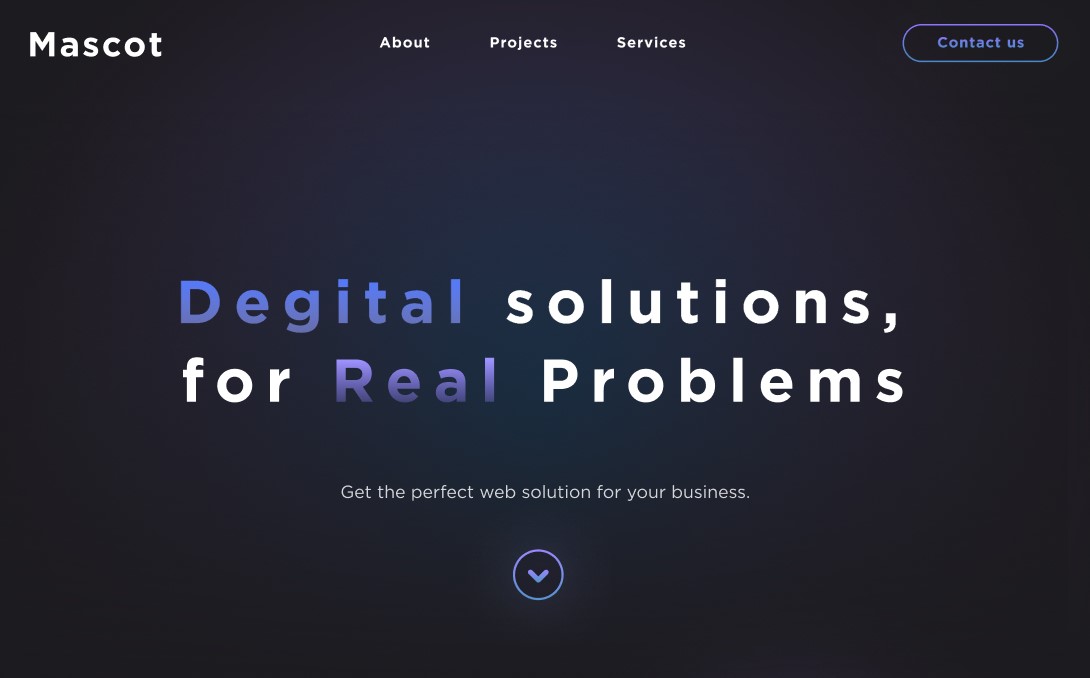 Mascot
About Projects Services
Contact us
Degital solutions,
for Real Problems
Get the perfect web solution for your business.